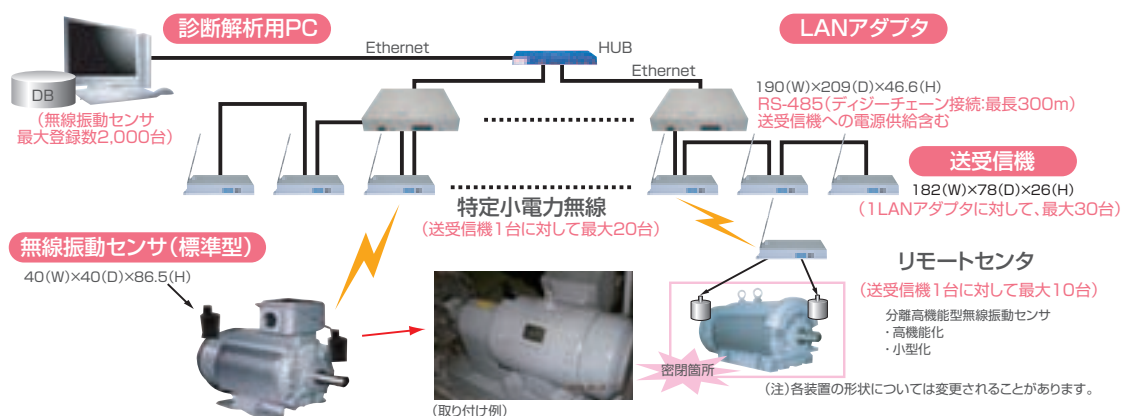 診断解析用PC
Ethernet
HUB
LANアダプタ
Ethernet
DB
(無線振動センサ
最大登録数2,000台)
190(W)×209(D)×46.6(H)
RS-485(ディジーチェーン接続:最長300m)
送受信機への電源供給含む
送受信機
182(W)×78(D)×26(H)
(1LANアダプタに対して、最大30台)
特定小電力無線
(送受信機1台に対して最大20台)
無線振動センサ(標準型)
40(W)×40(D)×86.5(H)
リモートセンタ
(送受信機1台に対して最大10台)
分離高機能型無線振動センサ
・高機能化
・小型化
密閉箇所
(注)各装置の形状については変更されることがあります。
(取り付け例)